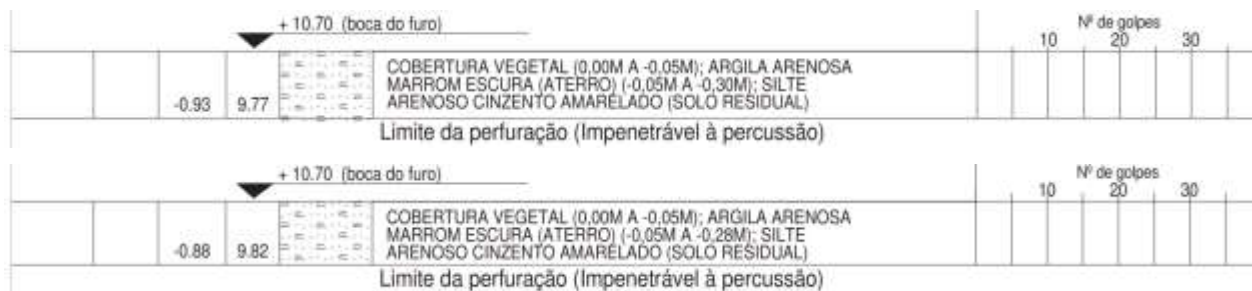 + 10.70 (boca do furo)
Nº de golpes
10 20 30
COBERTURA VEGETAL (0,00M A -0,05M); ARGILA ARENOSA
MARROM ESCURA (ATERRO) (-0,05M A -0,30M); SILTE
-0.93 9.77 ARENOSO CINZENTO AMARELADO (SOLO RESIDUAL)
Limite da perfuração (Impenetrável à percussão)
+ 10.70 (boca do furo)
Nº de golpes
10 20 30
COBERTURA VEGETAL (0,00M A -0,05M); ARGILA ARENOSA
MARROM ESCURA (ATERRO) (-0,05M A -0,28M); SILTE
-0.88 9.82 ARENOSO CINZENTO AMARELADO (SOLO RESIDUAL)
Limite da perfuração (Impenetrável à percussão)